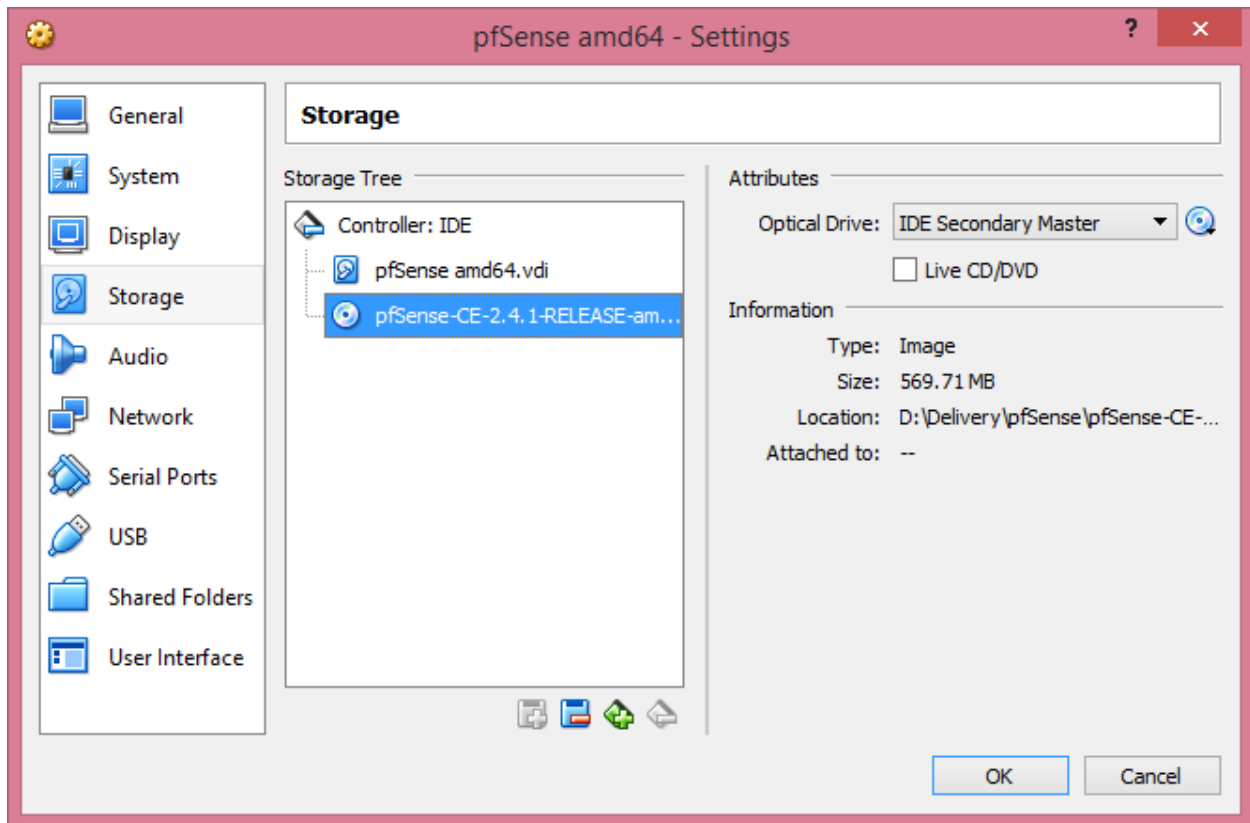 pfSense amd64 - Settings
?
General
System
Display
Storage
Audio
Network
Serial Ports
USB
Shared Folders
User Interface
Storage
Storage Tree
Controller: IDE
pfSense amd64.vdi
pfSense-CE-2.4.1-RELEASE-am...
Attributes
Optical Drive: IDE Secondary Master
Live CD/DVD
Information
Type: Image
Size: 569.71 MB
Location: D:\Delivery\pfSense\pfSense-CE-...
Attached to: --
OK
Cancel